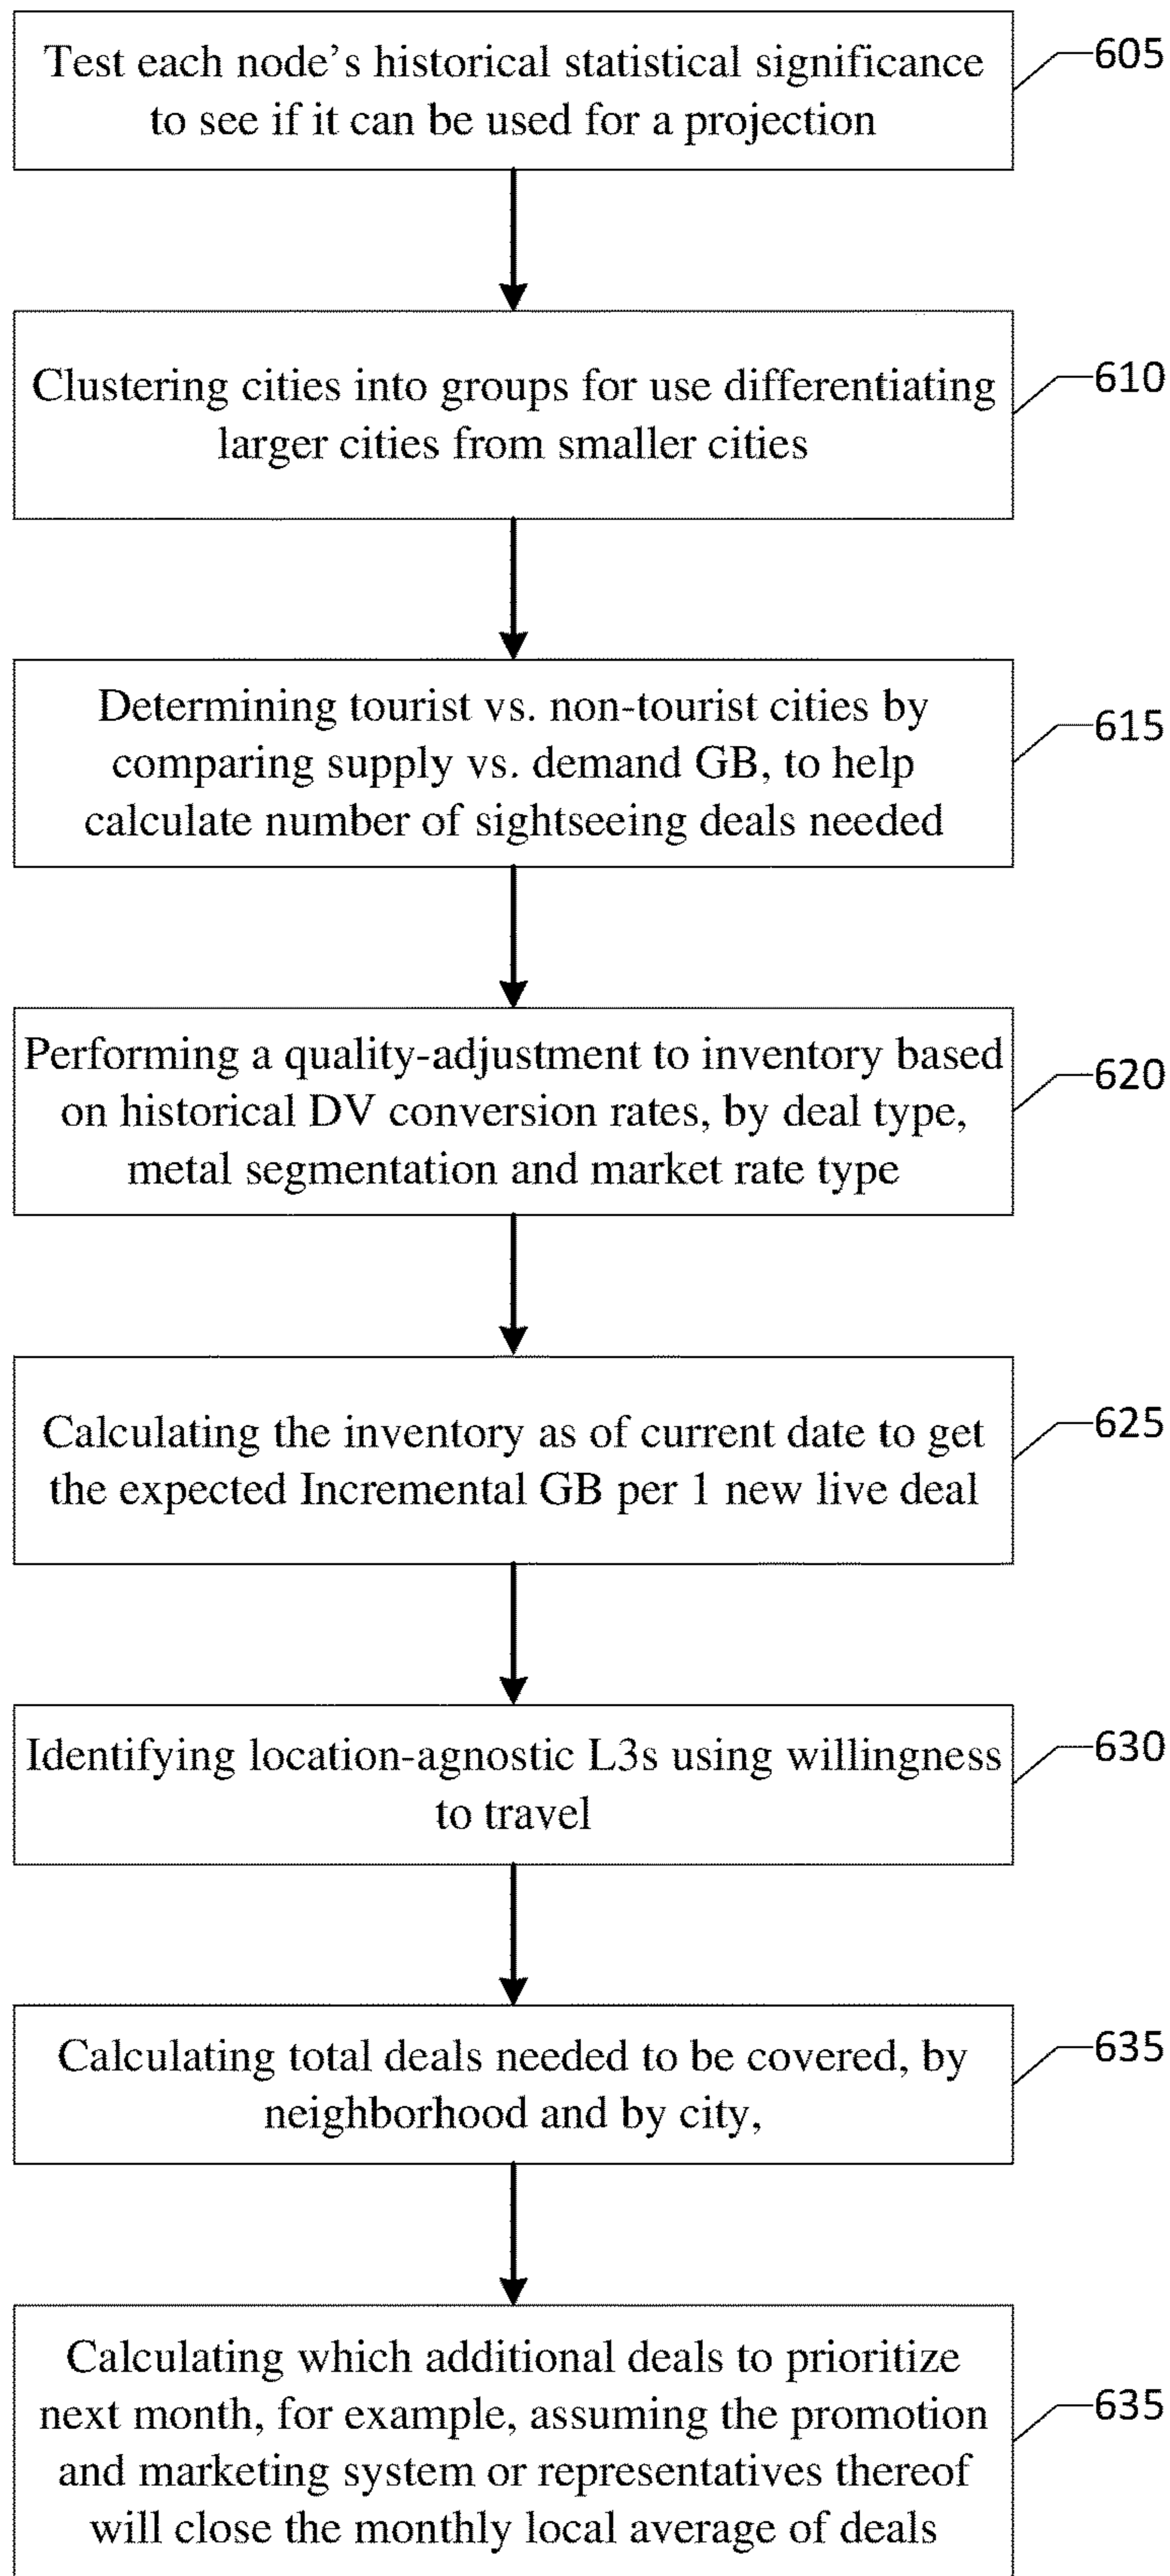 Test each node's historical statistical significance
to see if it can be used for a projection
605
Clustering cities into groups for use differentiating
larger cities from smaller cities
610
Determining tourist vs. non-tourist cities by
comparing supply vs. demand GB, to help
calculate number of sightseeing deals needed
615
Performing a quality-adjustment to inventory based
on historical DV conversion rates, by deal type,
metal segmentation and market rate type
620
Calculating the inventory as of current date to get
the expected Incremental GB per 1 new live deal
625
Identifying location-agnostic L3s using willingness
to travel
630
Calculating total deals needed to be covered, by
neighborhood and by city,
635
Calculating which additional deals to prioritize
next month, for example, assuming the promotion
and marketing system or representatives thereof
will close the monthly local average of deals
635